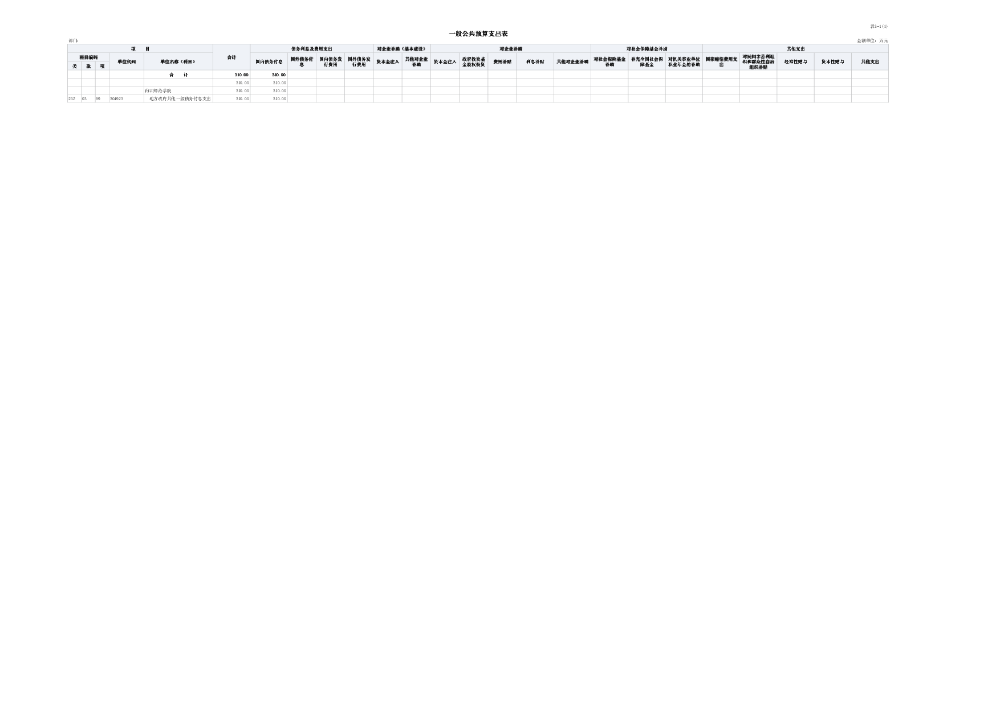 表3-1(4)
一般公共预算支出表
部门:
金额单位：万元
项 目 合计 债务利息及费用支出 对企业补助（基本建设） 对企业补助 对社会保障基金补助 其他支出
科目编码 单位代码 单位名称（科目） 国内债务付息 国外债务付息 国内债务发行费用 国外债务发行费用 资本金注入 其他对企业补助 资本金注入 政府投资基金股权投资 费用补贴 利息补贴 其他对企业补助 对社会保险基金补助 补充全国社会保障基金 对机关事业单位职业年金的补助 国家赔偿费用支出 对民间非营利组织和群众性自治组织补贴 经常性赠与 资本性赠与 其他支出
类 款 项
合 计 310.00 310.00
310.00 310.00
内江师范学院 310.00 310.00
232 03 99 304923 地方政府其他一般债务付息支出 310.00 310.00